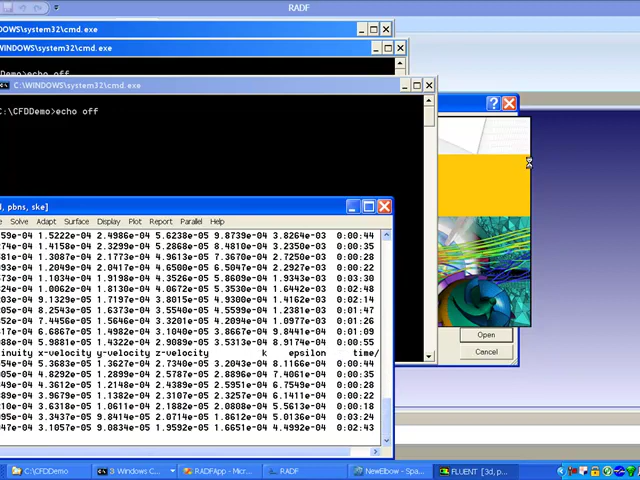 RADF
DOWS\system32\cmd.exe
WINDOWS\system32\cmd.exe
CFDDemo>echo off
C:\WINDOWS\system32\cmd.exe
C:\CFDDemo>echo off
, pbns, ske]
Solve Adapt Surface Display Plot Report Parallel Help
59e-04 1.5222e-04 2.4986e-04 5.6238e-05 9.8739e-04 3.8264e-03 0:00:44
74e-04 1.4158e-04 2.3299e-04 5.2868e-05 8.4810e-04 3.2350e-03 0:00:35
81e-04 1.3087e-04 2.1773e-04 4.9613e-05 7.3670e-04 2.7250e-03 0:00:28
93e-04 1.2049e-04 2.0417e-04 4.6500e-05 6.5047e-04 2.2927e-03 0:00:22
73e-04 1.1034e-04 1.9198e-04 4.3526e-05 5.8609e-04 1.9343e-03 0:03:30
67e-04 1.0062e-04 1.8130e-04 4.0672e-05 5.3530e-04 1.6442e-03 0:02:48
10e-04 9.1329e-05 1.7197e-04 3.8015e-05 4.9300e-04 1.4162e-03 0:02:14
21e-04 8.2543e-05 1.6373e-04 3.5540e-05 4.5599e-04 1.2381e-03 0:01:47
52e-04 7.4456e-05 1.5646e-04 3.3202e-05 4.2094e-04 1.0977e-03 0:01:26
17e-04 6.6867e-05 1.4982e-04 3.1040e-05 3.8667e-04 9.8441e-04 0:01:09
11e-04 5.9881e-05 1.4322e-04 2.9089e-05 3.5313e-04 8.9174e-04 0:00:55
inuity x-velocity y-velocity z-velocity k epsilon time/
54e-04 5.3683e-05 1.3627e-04 2.7340e-05 3.2043e-04 8.1166e-04 0:00:44
05e-04 4.8292e-05 1.2899e-04 2.5812e-05 2.8876e-04 7.4061e-04 0:00:35
38e-04 4.3612e-05 1.2148e-04 2.4389e-05 2.5951e-04 6.7549e-04 0:00:28
89e-04 3.9679e-05 1.1382e-04 2.3107e-05 2.3257e-04 6.1411e-04 0:00:22
10e-04 3.6318e-05 1.0611e-04 2.1882e-05 2.0808e-04 5.5613e-04 0:00:18
95e-04 3.3437e-05 9.8414e-05 2.0714e-05 1.8612e-04 5.0136e-04 0:03:24
47e-04 3.1057e-05 9.0834e-05 1.9592e-05 1.6651e-04 4.4992e-04 0:02:43
Open
Cancel
C:\CFDDemo
3 Windows C...
RADFApp - Micr...
RADF
NewElbow - Spa...
FLUENT [3d, p...